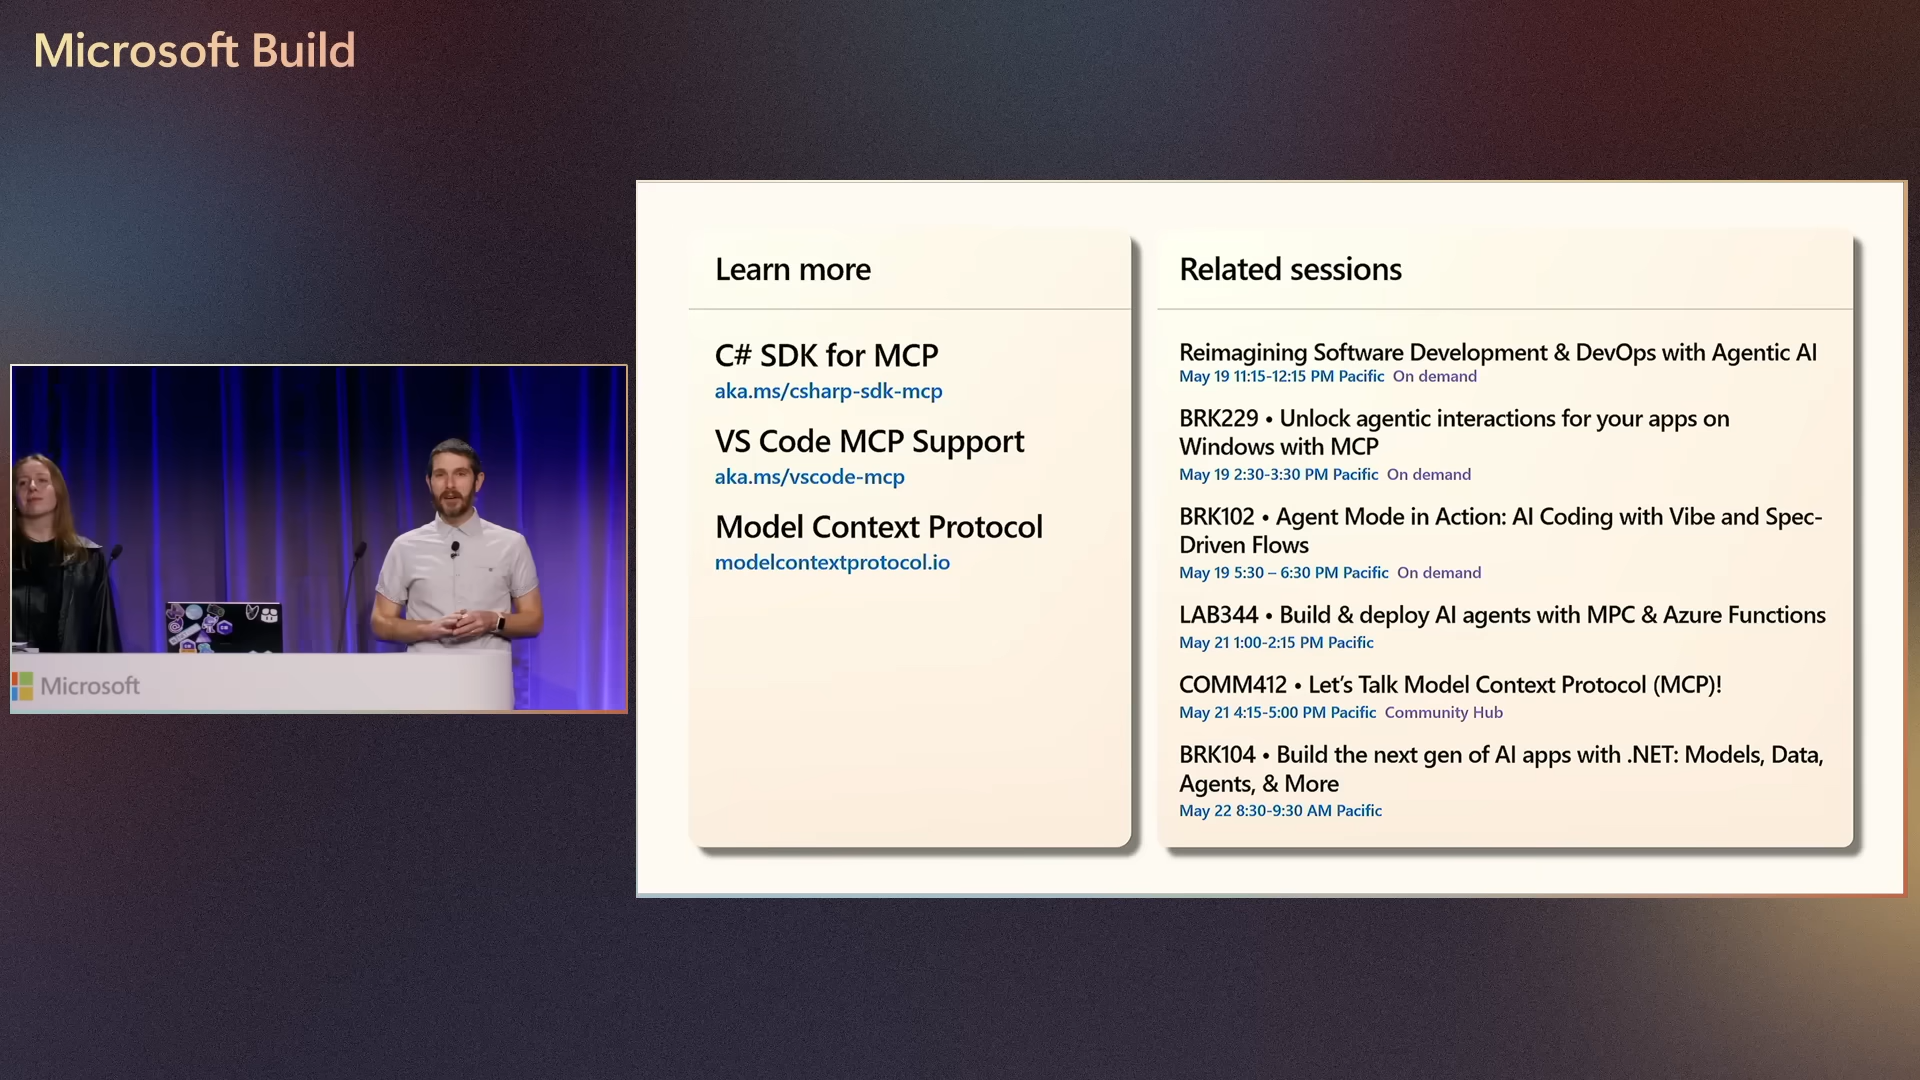 Microsoft Build
Microsoft
Learn more
C# SDK for MCP
aka.ms/csharp-sdk-mcp
VS Code MCP Support
aka.ms/vscode-mcp
Model Context Protocol
modelcontextprotocol.io
Related sessions
Reimagining Software Development & DevOps with Agentic AI
May 19 11:15-12:15 PM Pacific On demand
BRK229 • Unlock agentic interactions for your apps on
Windows with MCP
May 19 2:30-3:30 PM Pacific On demand
BRK102 • Agent Mode in Action: AI Coding with Vibe and Spec-
Driven Flows
May 19 5:30 – 6:30 PM Pacific On demand
LAB344 • Build & deploy AI agents with MPC & Azure Functions
May 21 1:00-2:15 PM Pacific
COMM412 • Let's Talk Model Context Protocol (MCP)!
May 21 4:15-5:00 PM Pacific Community Hub
BRK104 • Build the next gen of AI apps with .NET: Models, Data,
Agents, & More
May 22 8:30-9:30 AM Pacific